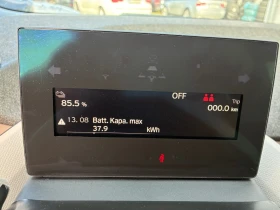 OFF
85.5 %
Trip
000.0 km
13. 08 Batt. Kapa. max
37.9 kWh